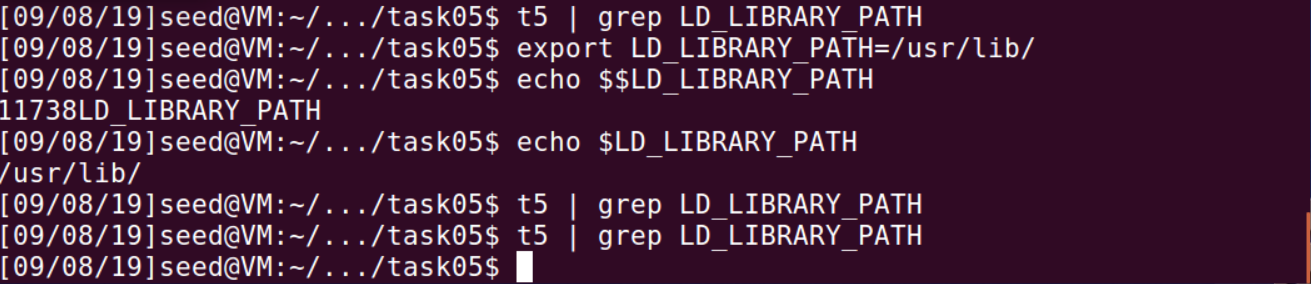 [09/08/19]seed@VM:~/.../task05$ t5 | grep LD_LIBRARY_PATH
[09/08/19]seed@VM:~/.../task05$ export LD_LIBRARY_PATH=/usr/lib/
[09/08/19]seed@VM:~/.../task05$ echo $$LD_LIBRARY_PATH
11738LD_LIBRARY_PATH
[09/08/19]seed@VM:~/.../task05$ echo $LD_LIBRARY_PATH
/usr/lib/
[09/08/19]seed@VM:~/.../task05$ t5 | grep LD_LIBRARY_PATH
[09/08/19]seed@VM:~/.../task05$ t5 | grep LD_LIBRARY_PATH
[09/08/19]seed@VM:~/.../task05$